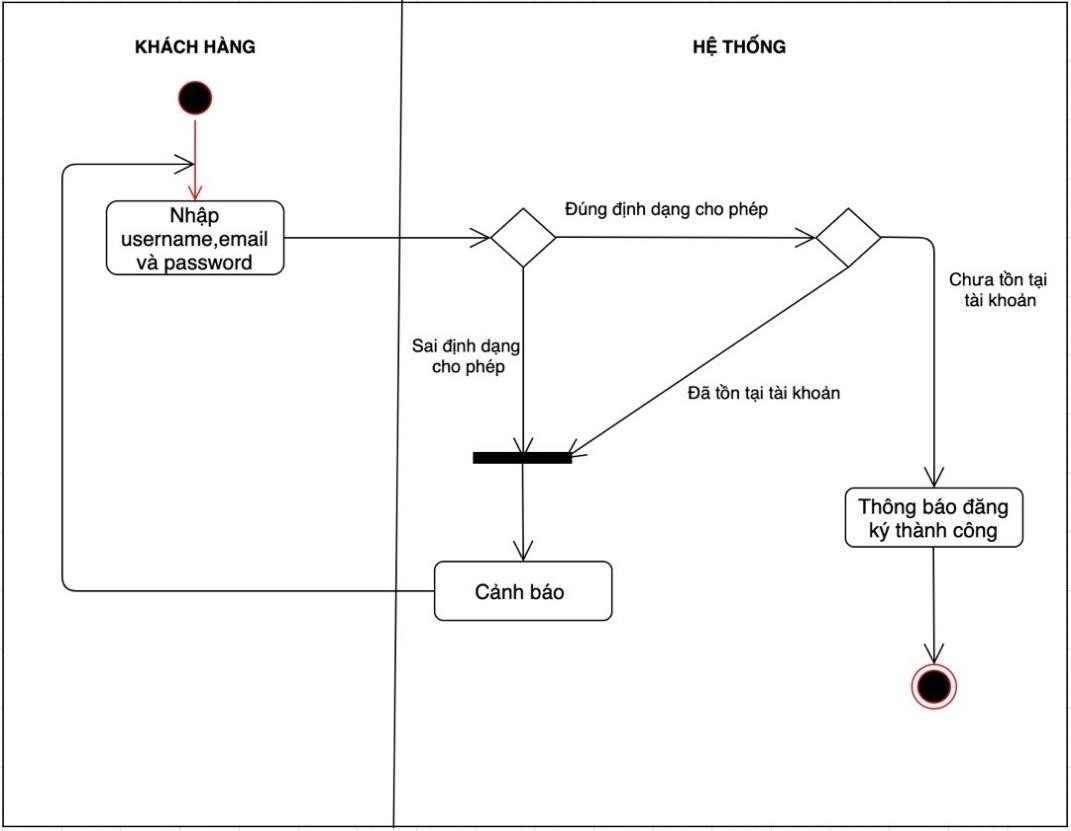 KHÁCH HÀNG
HỆ THỐNG
Nhập
username,email
và password
Đúng định dạng cho phép
Chưa tồn tại
tài khoản
Sai định dạng
cho phép
Đã tồn tại tài khoản
Thông báo đăng
ký thành công
Cảnh báo